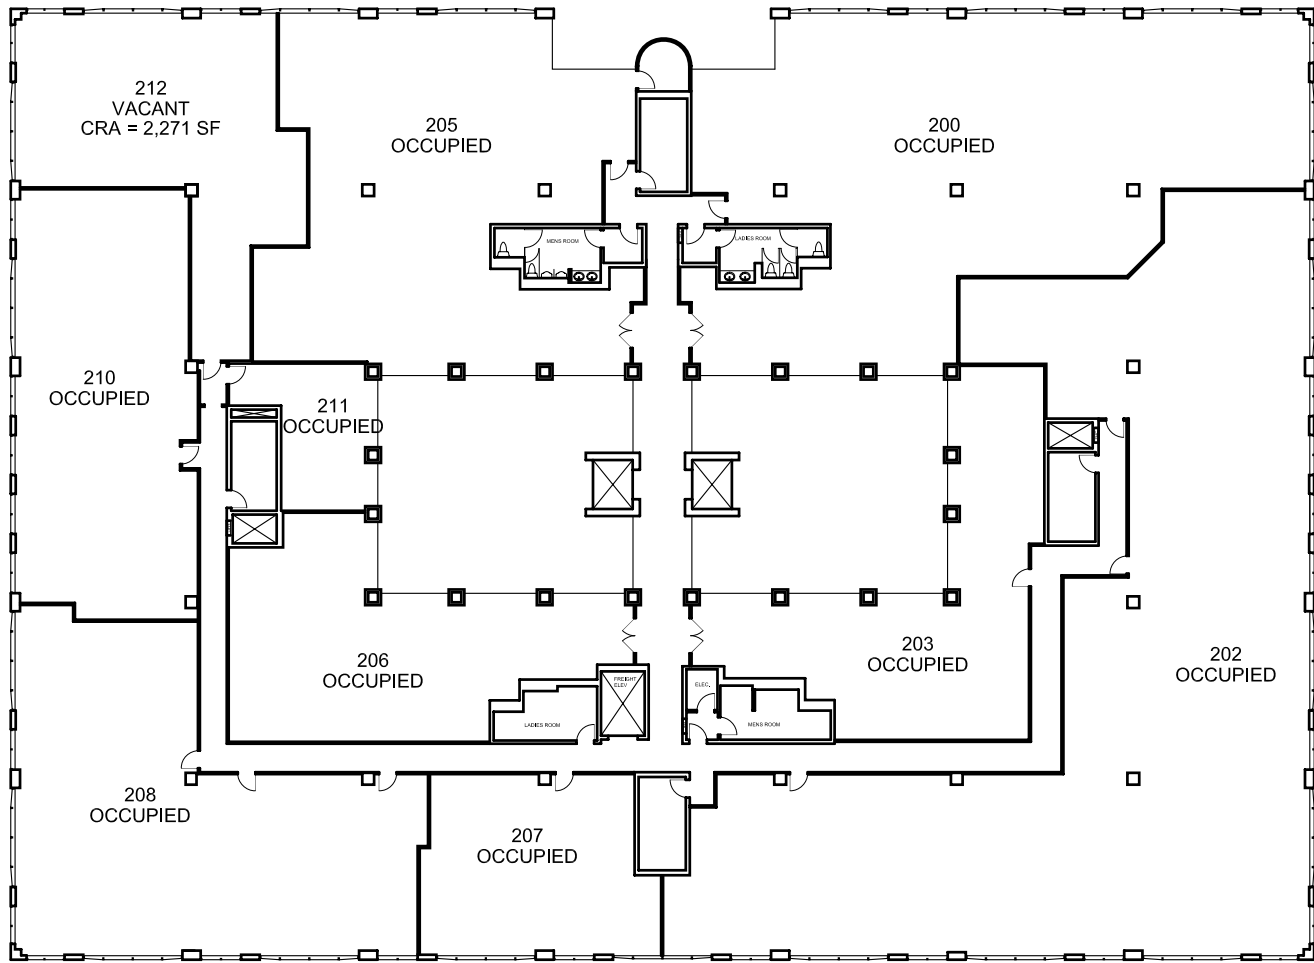 212
VACANT
CRA = 2,271 SF
205
OCCUPIED
200
OCCUPIED
MENS ROOM
LADIES ROOM
210
OCCUPIED
211
OCCUPIED
206
OCCUPIED
203
OCCUPIED
202
OCCUPIED
FREIGHT
ELEV
ELEC.
LADIES ROOM
MENS ROOM
208
OCCUPIED
207
OCCUPIED